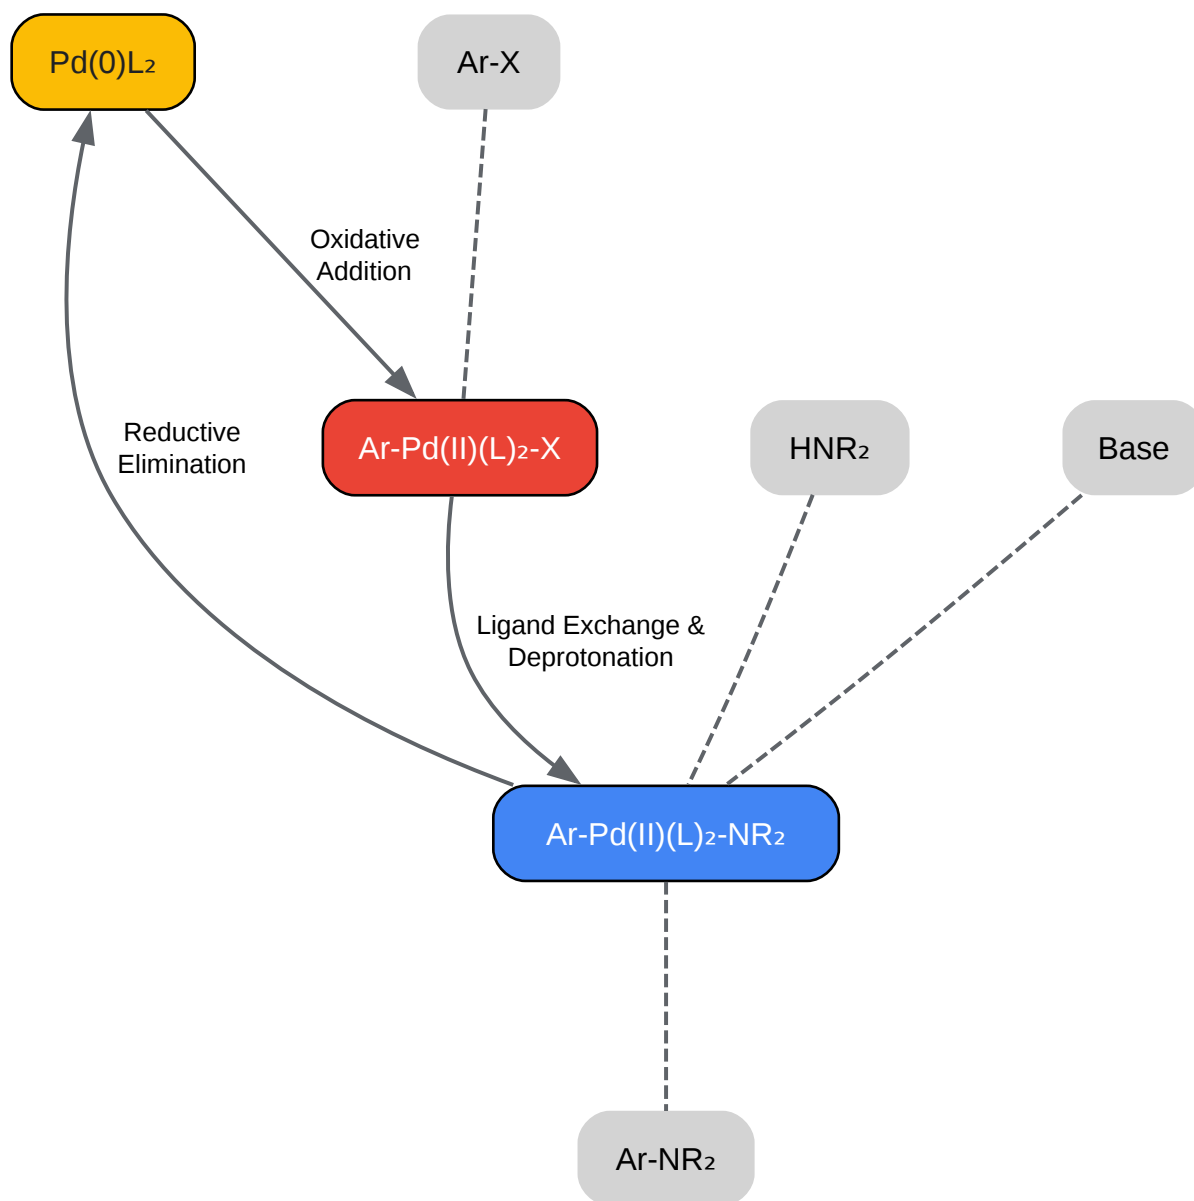 Pd(0)L₂
Ar-X
Oxidative
Addition
Reductive
Elimination
Ar-Pd(II)(L)₂-X
HNR₂
Base
Ligand Exchange &
Deprotonation
Ar-Pd(II)(L)₂-NR₂
Ar-NR₂